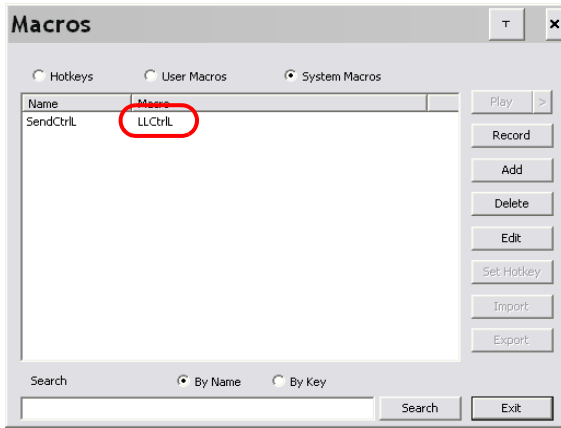 Macros
T ×
Hotkeys User Macros System Macros
Name Macro
SendCtrlL LLCtrlL
Play >
Record
Add
Delete
Edit
Set Hotkey
Import
Export
Search By Name By Key
Search Exit